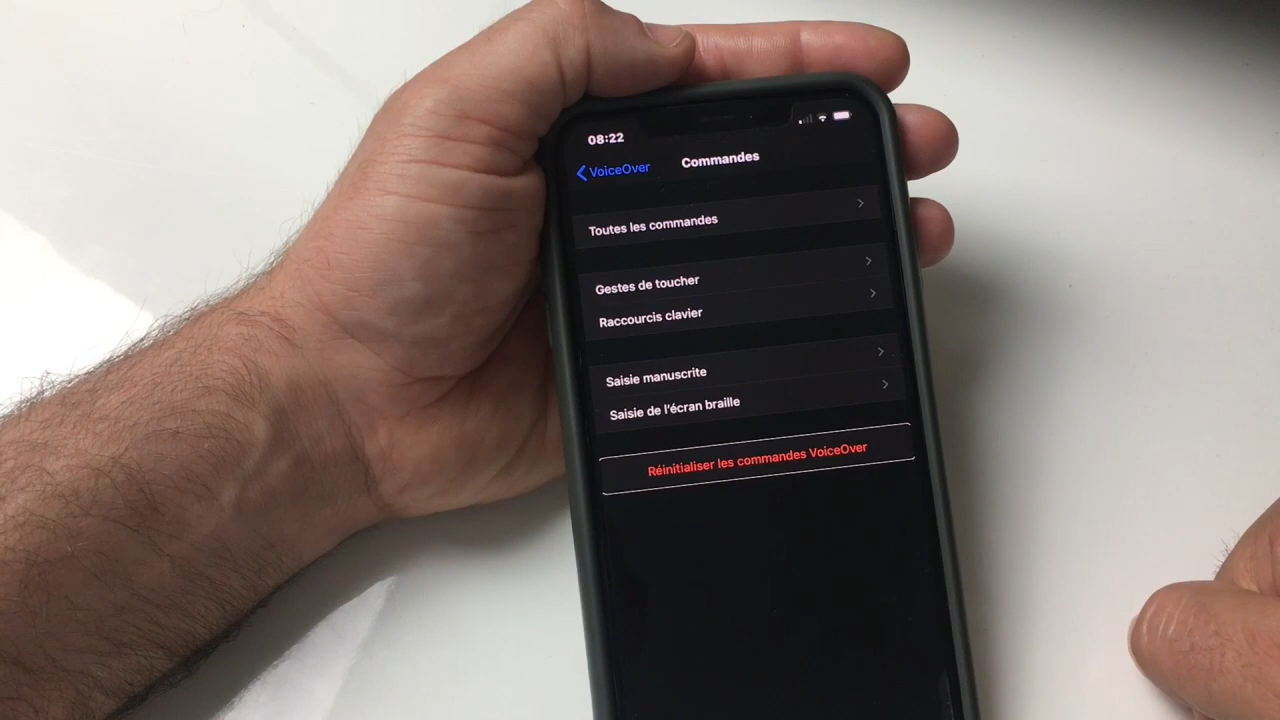 08:22
VoiceOver
Commandes
Toutes les commandes
Gestes de toucher
Raccourcis clavier
Saisie manuscrite
Saisie de l'écran braille
Réinitialiser les commandes VoiceOver